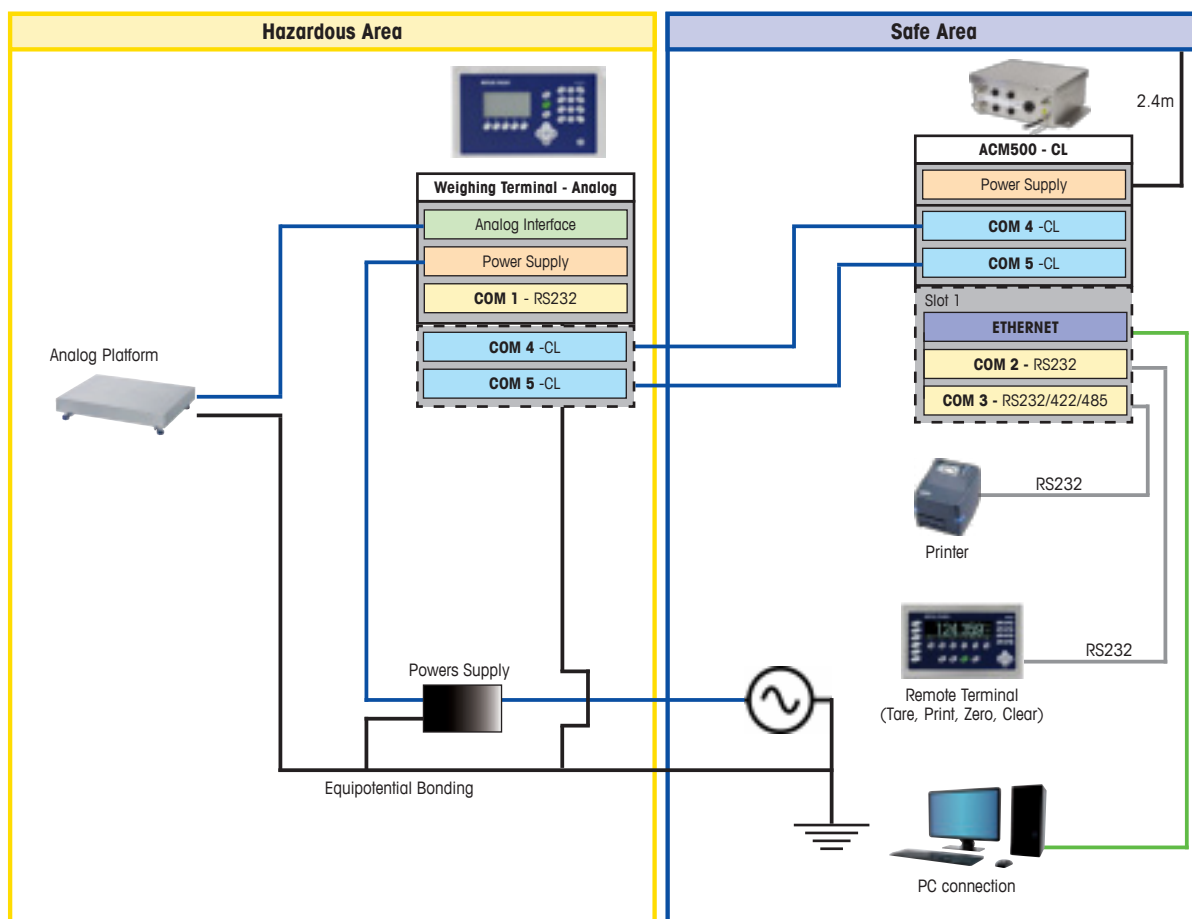 Hazardous Area
Safe Area
2.4m
ACM500 - CL
Power Supply
COM 4 -CL
COM 5 -CL
Slot 1
ETHERNET
COM 2 - RS232
COM 3 - RS232/422/485
Weighing Terminal - Analog
Analog Interface
Power Supply
COM 1 - RS232
COM 4 -CL
COM 5 -CL
Analog Platform
RS232
Printer
RS232
Remote Terminal
(Tare, Print, Zero, Clear)
Powers Supply
Equipotential Bonding
PC connection